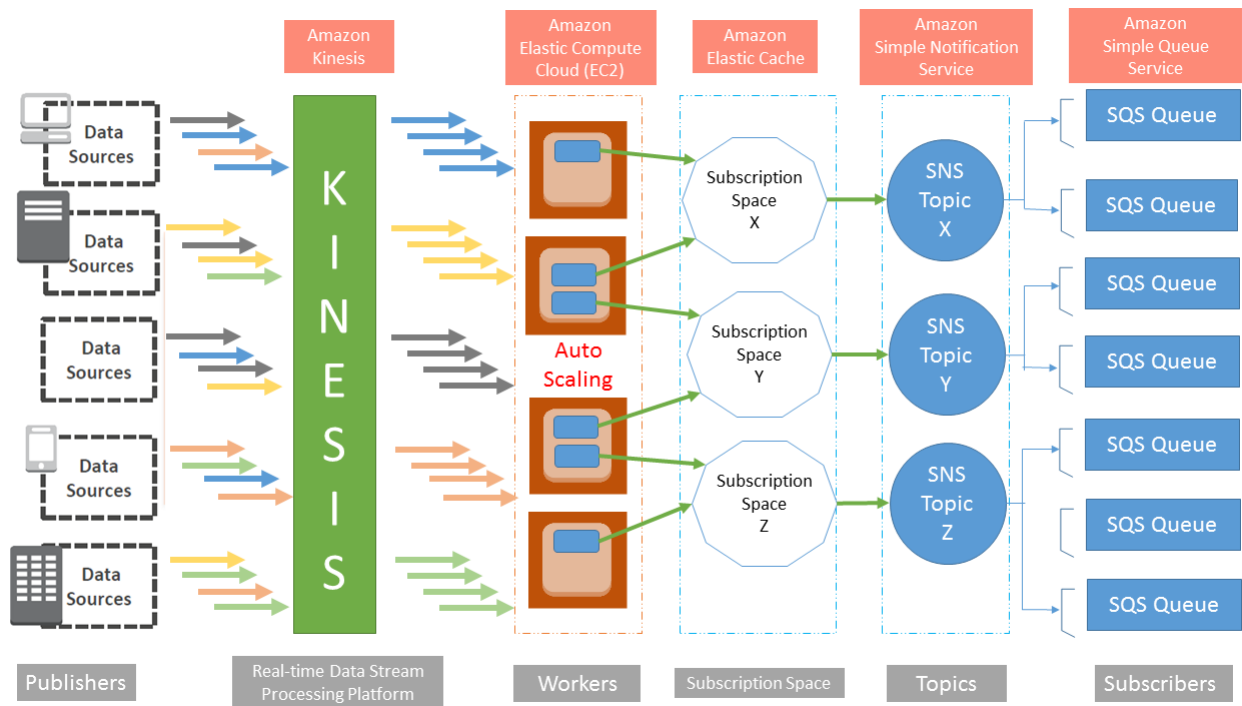 Amazon
Kinesis
Amazon
Elastic Compute
Cloud (EC2)
Amazon
Elastic Cache
Amazon
Simple Notification
Service
Amazon
Simple Queue
Service
Data
Sources
Data
Sources
Data
Sources
Data
Sources
Data
Sources
K
I
N
E
S
I
S
Auto
Scaling
Subscription
Space
X
Subscription
Space
Y
Subscription
Space
Z
SNS
Topic
X
SNS
Topic
Y
SNS
Topic
Z
SQS Queue
SQS Queue
SQS Queue
SQS Queue
SQS Queue
SQS Queue
SQS Queue
Publishers
Real-time Data Stream
Processing Platform
Workers
Subscription Space
Topics
Subscribers